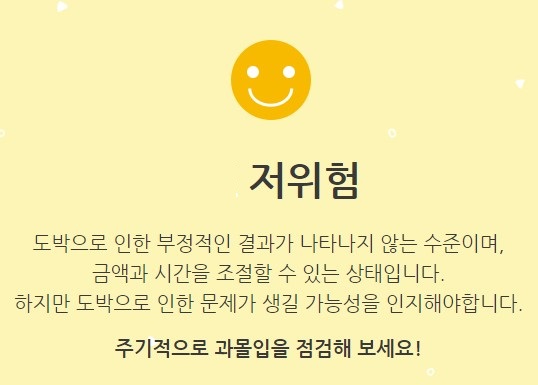 저위험
도박으로 인한 부정적인 결과가 나타나지 않는 수준이며,
금액과 시간을 조절할 수 있는 상태입니다.
하지만 도박으로 인한 문제가 생길 가능성을 인지해야합니다.
주기적으로 과몰입을 점검해 보세요!